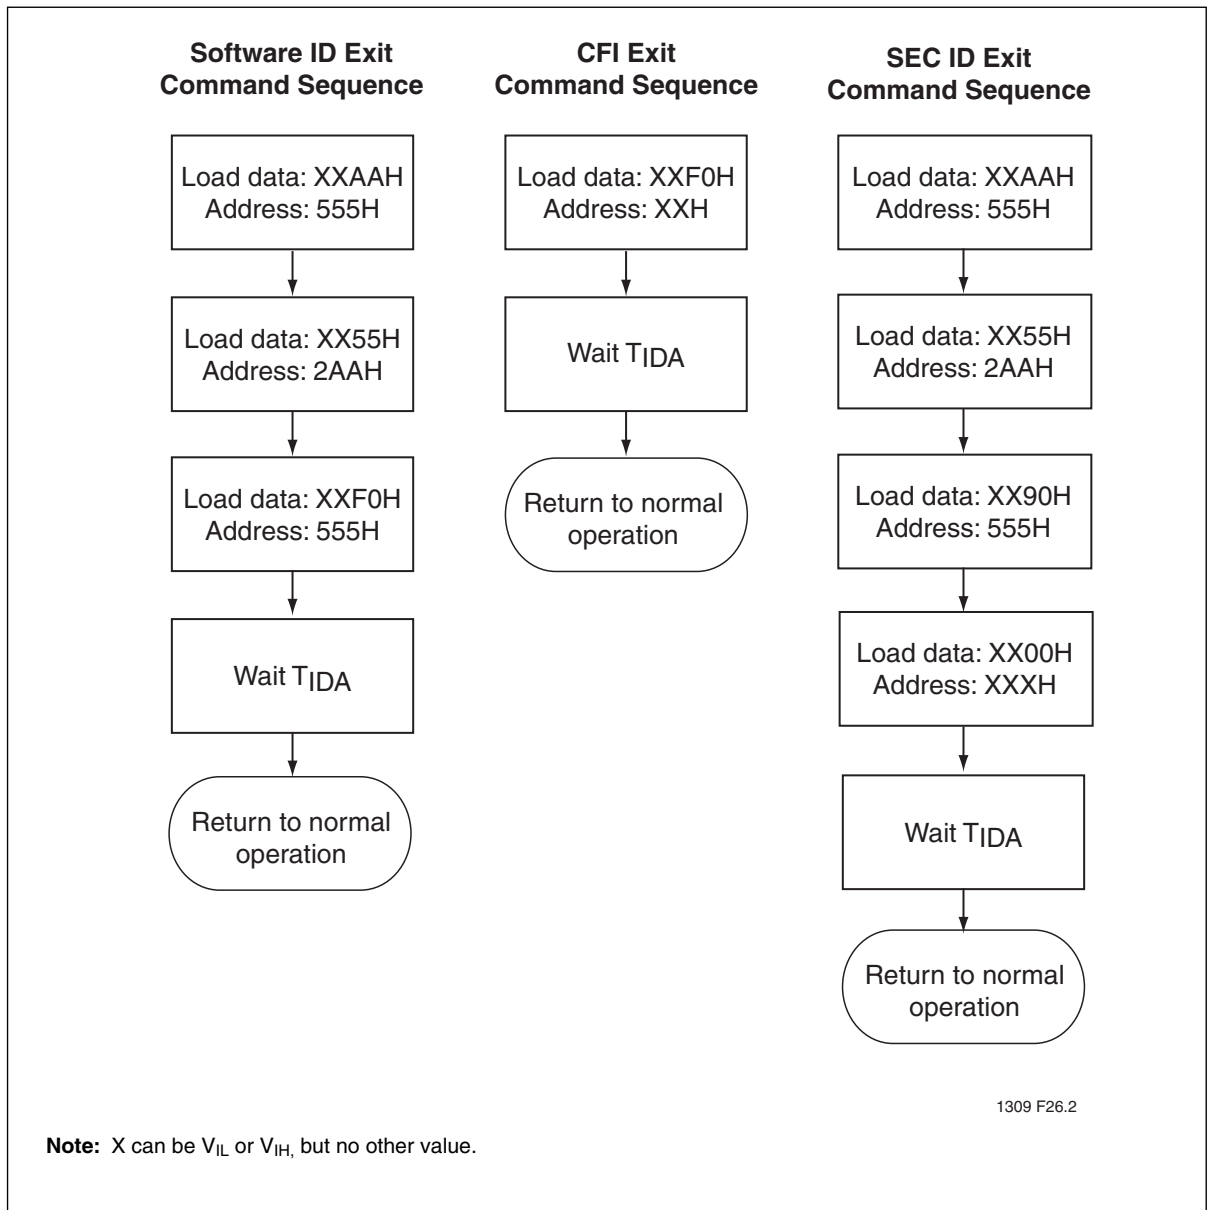 Software ID Exit
Command Sequence
Load data: XXAAH
Address: 555H
Load data: XX55H
Address: 2AAH
Load data: XXF0H
Address: 555H
Wait TIDA
Return to normal
operation
CFI Exit
Command Sequence
Load data: XXF0H
Address: XXH
Wait TIDA
Return to normal
operation
SEC ID Exit
Command Sequence
Load data: XXAAH
Address: 555H
Load data: XX55H
Address: 2AAH
Load data: XX90H
Address: 555H
Load data: XX00H
Address: XXXH
Wait TIDA
Return to normal
operation
1309 F26.2
Note: X can be VIL or VIH, but no other value.